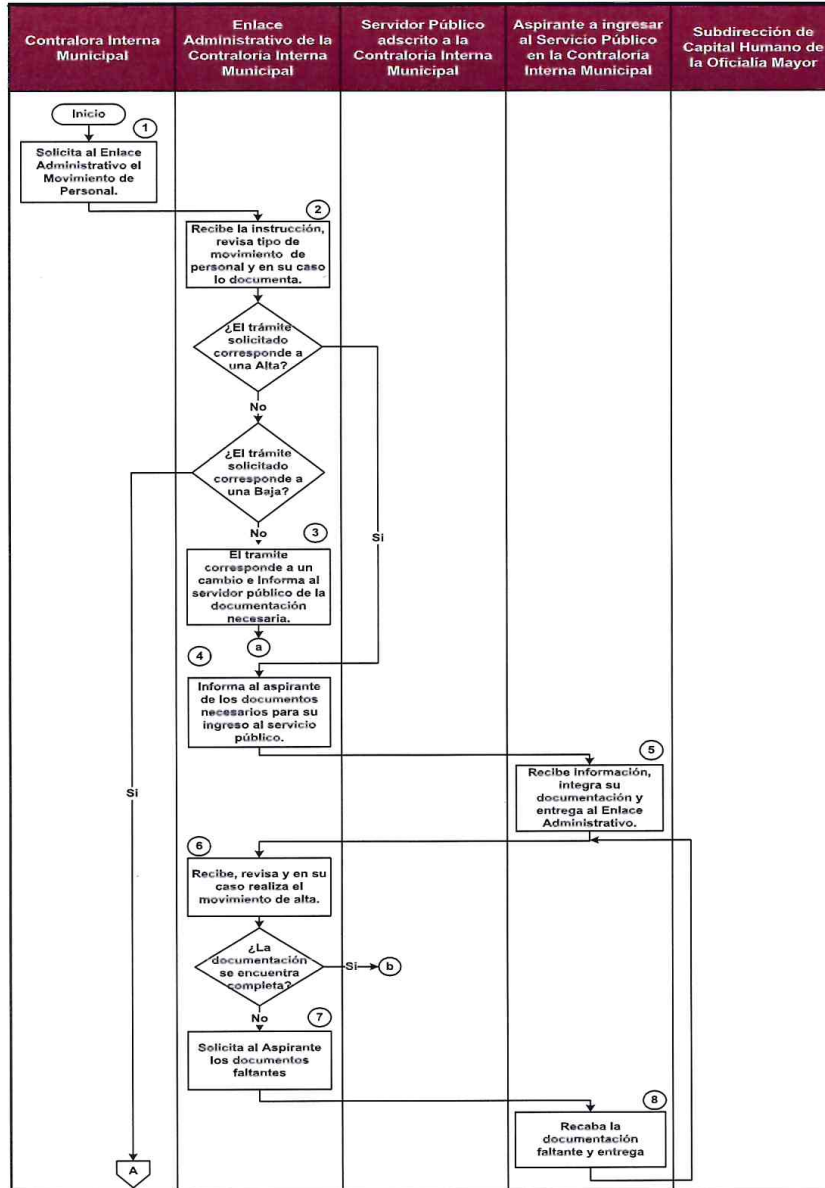 Contralora Interna
Municipal
Enlace
Administrativo de la
Contraloría Interna
Municipal
Servidor Público
adscrito a la
Contraloría Interna
Municipal
Aspirante a ingresar
al Servicio Público
en la Contraloría
Interna Municipal
Subdirección de
Capital Humano de
la Oficialía Mayor
Inicio
1
Solicita al Enlace
Administrativo el
Movimiento de
Personal.
2
Recibe la instrucción,
revisa tipo de
movimiento de
personal y en su caso
lo documenta.
¿El trámite
solicitado
corresponde a
una Alta?
No
Si
¿El trámite
solicitado
corresponde a
una Baja?
No
Si
3
El tramite
corresponde a un
cambio e Informa al
servidor público de la
documentación
necesaria.
a
4
Informa al aspirante
de los documentos
necesarios para su
ingreso al servicio
público.
5
Recibe Información,
integra su
documentación y
entrega al Enlace
Administrativo.
6
Recibe, revisa y en su
caso realiza el
movimiento de alta.
¿La
documentación
se encuentra
completa?
Si
b
No
7
Solicita al Aspirante
los documentos
faltantes
8
Recaba la
documentación
faltante y entrega
A